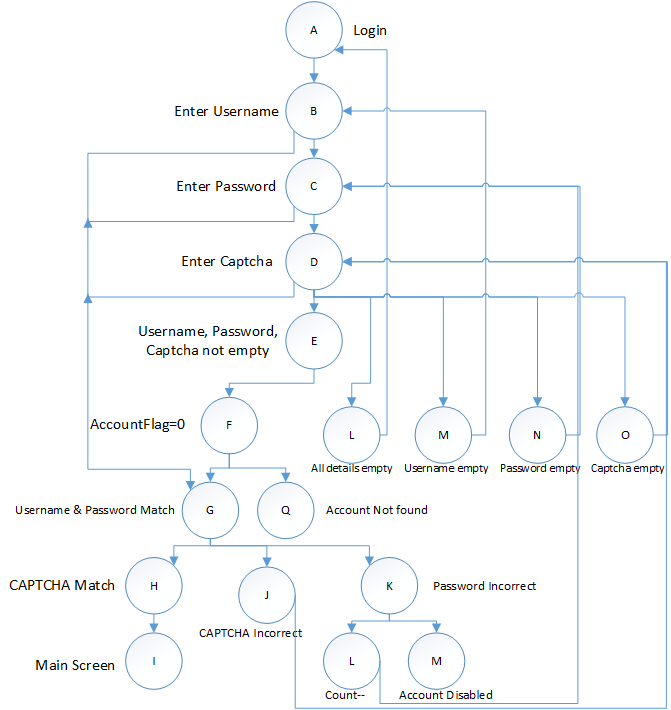 A
Login
Enter Username
B
Enter Password
C
Enter Captcha
D
Username, Password,
Captcha not empty
E
AccountFlag=0
F
L
M
N
O
All details empty
Username empty
Password empty
Captcha empty
Username & Password Match
G
Q
Account Not found
CAPTCHA Match
H
J
K
Password Incorrect
CAPTCHA Incorrect
Main Screen
I
L
M
Count--
Account Disabled